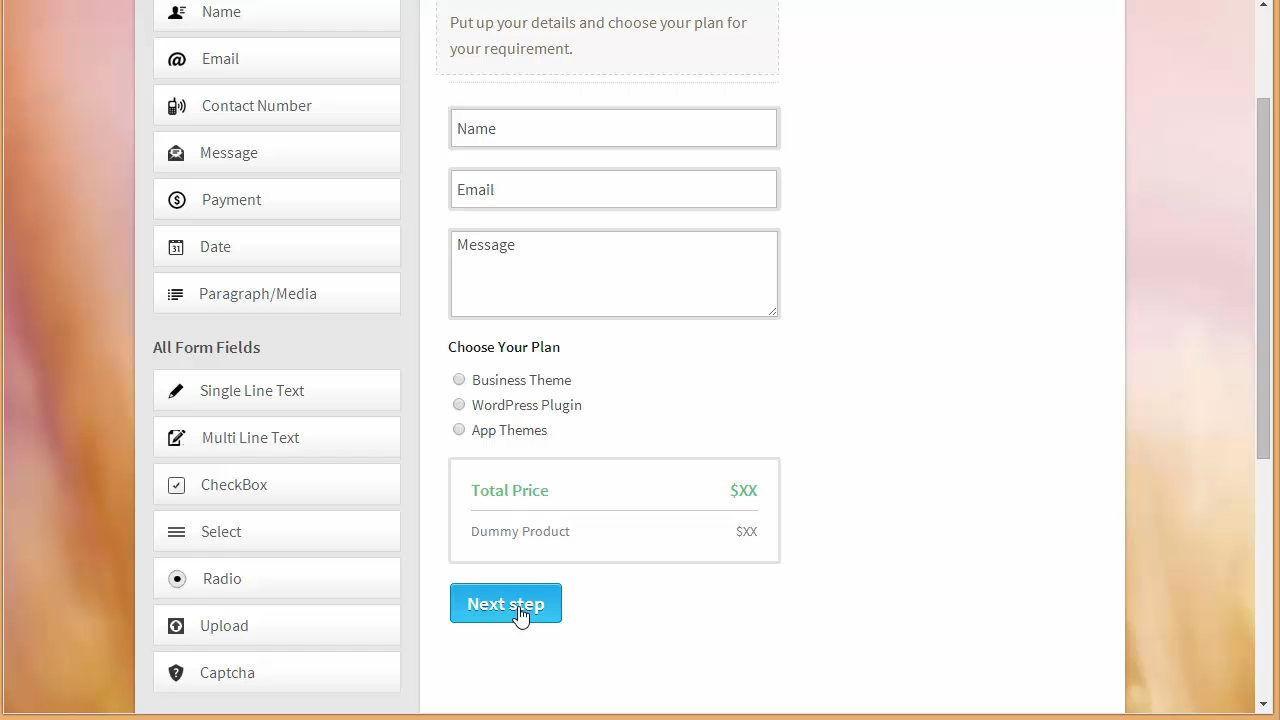 Name
Email
Contact Number
Message
Payment
31
Date
Paragraph/Media
All Form Fields
Single Line Text
Multi Line Text
CheckBox
Select
Radio
Upload
Captcha
Put up your details and choose your plan for
your requirement.
Name
Email
Message
Choose Your Plan
Business Theme
WordPress Plugin
App Themes
Total Price $XX
Dummy Product $XX
Next step